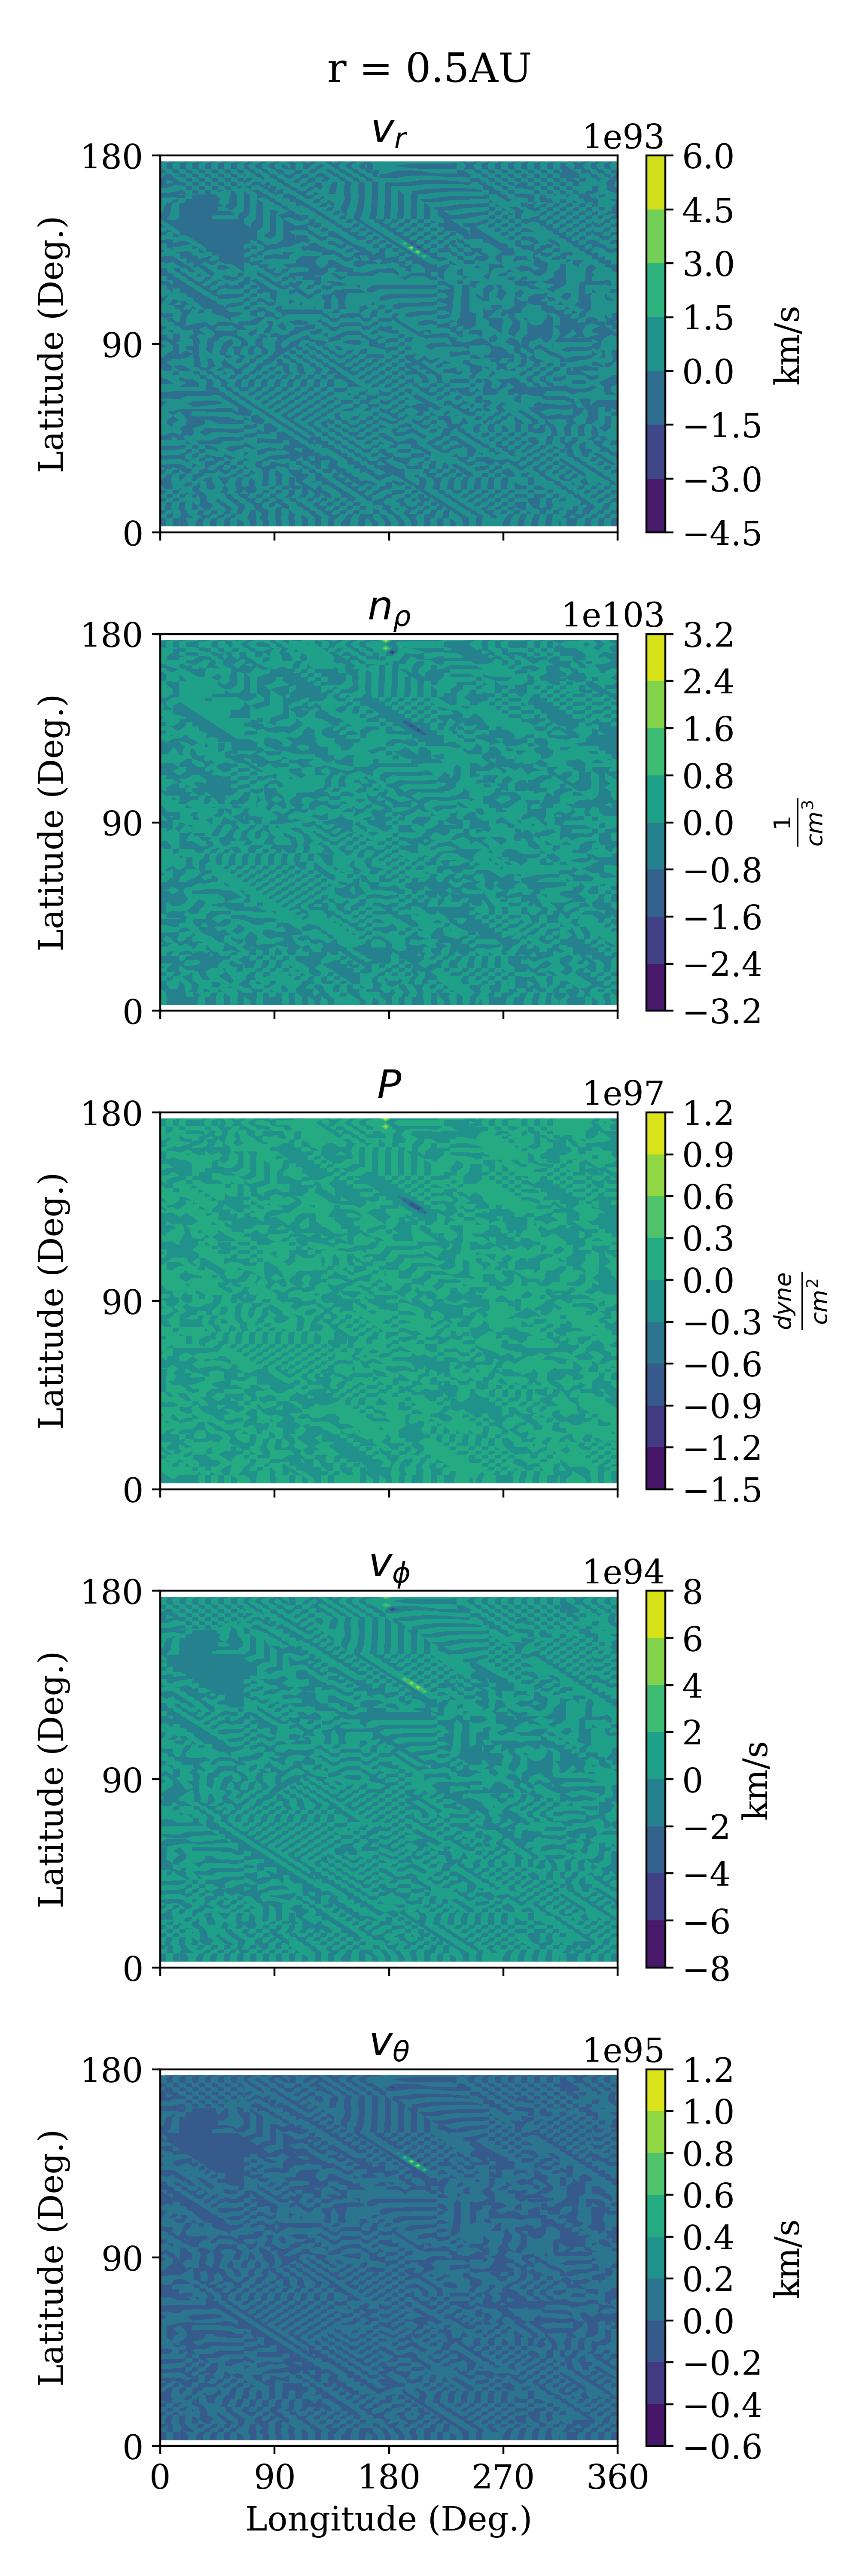 r = 0.5AU
v_r
1e93
180
90
0
Latitude (Deg.)
6.0
4.5
3.0
1.5
0.0
−1.5
−3.0
−4.5
km/s
n_ρ
1e103
180
90
0
Latitude (Deg.)
3.2
2.4
1.6
0.8
0.0
−0.8
−1.6
−2.4
−3.2
1/cm³
P
1e97
180
90
0
Latitude (Deg.)
1.2
0.9
0.6
0.3
0.0
−0.3
−0.6
−0.9
−1.2
−1.5
dyne/cm²
v_ϕ
1e94
180
90
0
Latitude (Deg.)
8
6
4
2
0
−2
−4
−6
−8
km/s
v_θ
1e95
180
90
0
Latitude (Deg.)
1.2
1.0
0.8
0.6
0.4
0.2
0.0
−0.2
−0.4
−0.6
km/s
0 90 180 270 360
Longitude (Deg.)